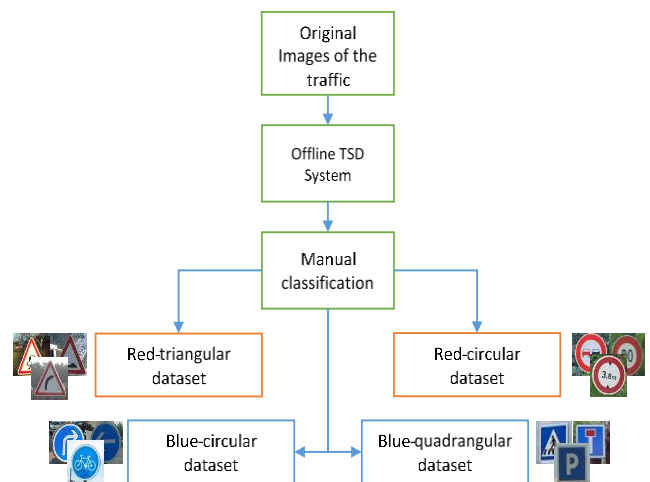 Original
Images of the
traffic
Offline TSD
System
Manual
classification
Red-triangular
dataset
Red-circular
dataset
3.8m
Blue-circular
dataset
Blue-quadrangular
dataset
P